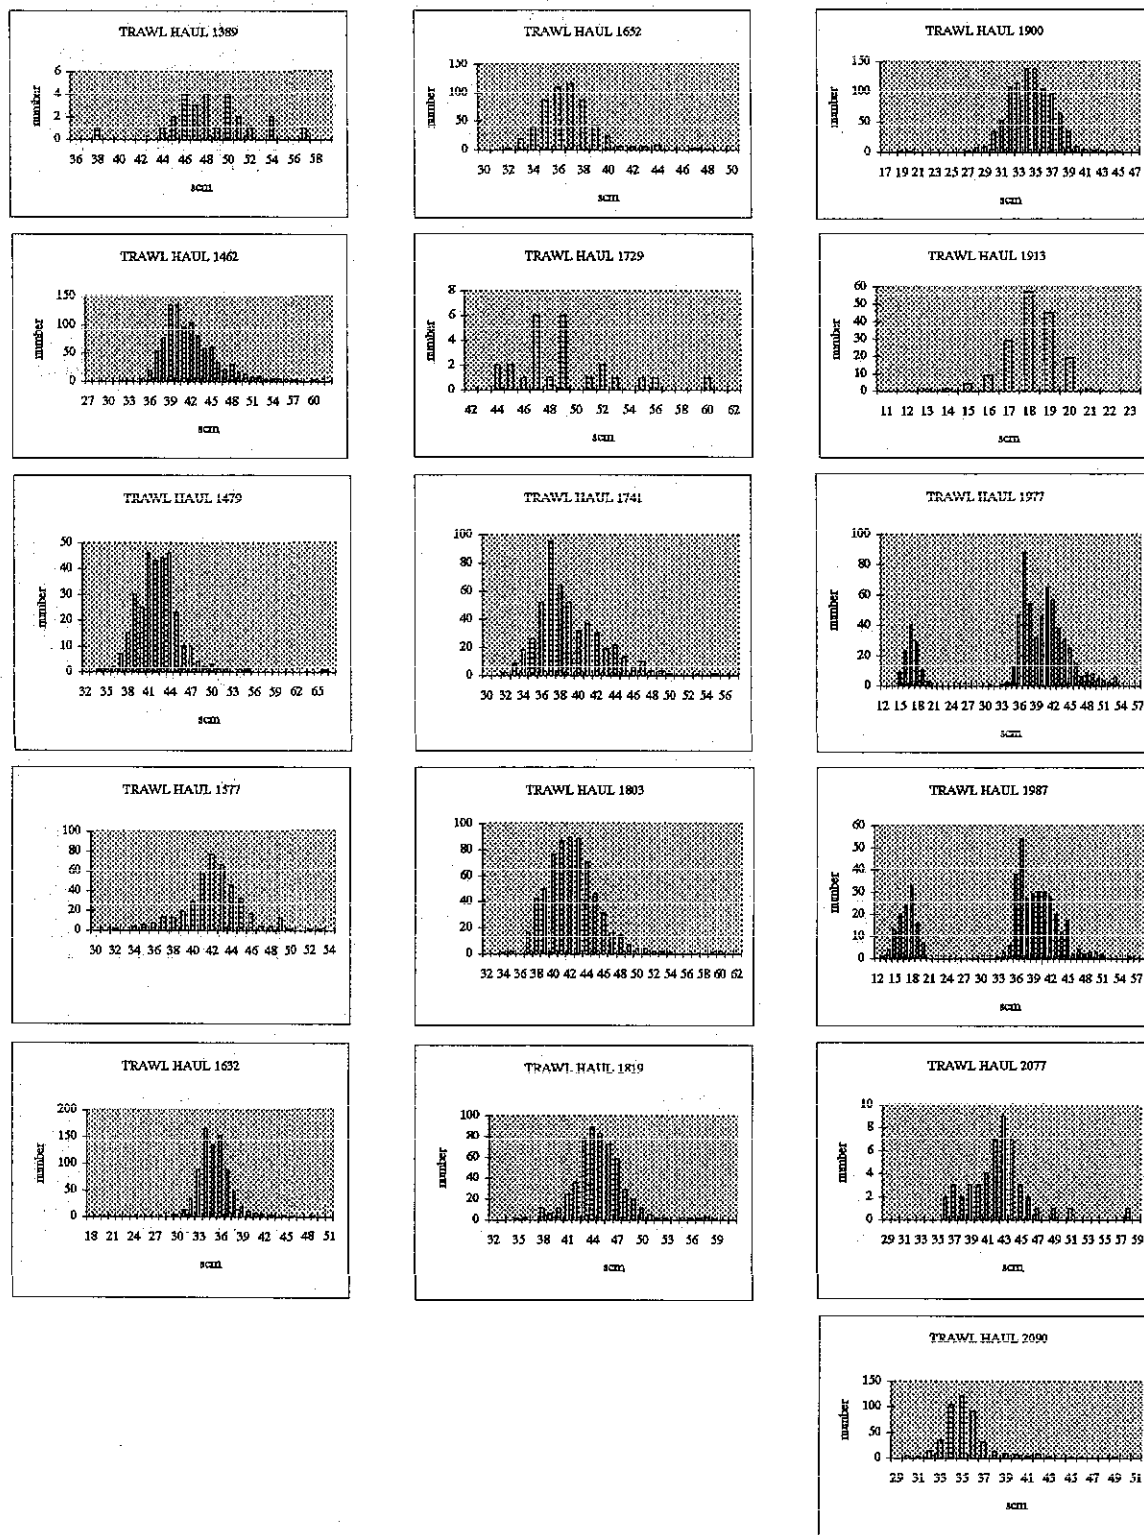 TRAWL HAUL 1389
6
4
2
0
number
36 38 40 42 44 46 48 50 52 54 56 58
scm
TRAWL HAUL 1462
150
100
50
0
number
27 30 33 36 39 42 45 48 51 54 57 60
scm
TRAWL HAUL 1479
50
40
30
20
10
0
number
32 35 38 41 44 47 50 53 56 59 62 65
scm
TRAWL HAUL 1577
100
80
60
40
20
0
number
30 32 34 36 38 40 42 44 46 48 50 52 54
scm
TRAWL HAUL 1632
200
150
100
50
0
number
18 21 24 27 30 33 36 39 42 45 48 51
scm
TRAWL HAUL 1652
150
100
50
0
number
30 32 34 36 38 40 42 44 46 48 50
scm
TRAWL HAUL 1729
8
6
4
2
0
number
42 44 46 48 50 52 54 56 58 60 62
scm
TRAWL HAUL 1741
100
80
60
40
20
0
number
30 32 34 36 38 40 42 44 46 48 50 52 54 56
scm
TRAWL HAUL 1803
100
80
60
40
20
0
number
32 34 36 38 40 42 44 46 48 50 52 54 56 58 60 62
scm
TRAWL HAUL 1819
100
80
60
40
20
0
number
32 35 38 41 44 47 50 53 56 59
scm
TRAWL HAUL 1900
150
100
50
0
number
17 19 21 23 25 27 29 31 33 35 37 39 41 43 45 47
scm
TRAWL HAUL 1913
60
50
40
30
20
10
0
number
11 12 13 14 15 16 17 18 19 20 21 22 23
scm
TRAWL HAUL 1977
100
80
60
40
20
0
number
12 15 18 21 24 27 30 33 36 39 42 45 48 51 54 57
scm
TRAWL HAUL 1987
60
50
40
30
20
10
0
number
12 15 18 21 24 27 30 33 36 39 42 45 48 51 54 57
scm
TRAWL HAUL 2077
10
8
6
4
2
0
number
29 31 33 35 37 39 41 43 45 47 49 51 53 55 57 59
scm
TRAWL HAUL 2090
150
100
50
0
number
29 31 33 35 37 39 41 43 45 47 49 51
scm